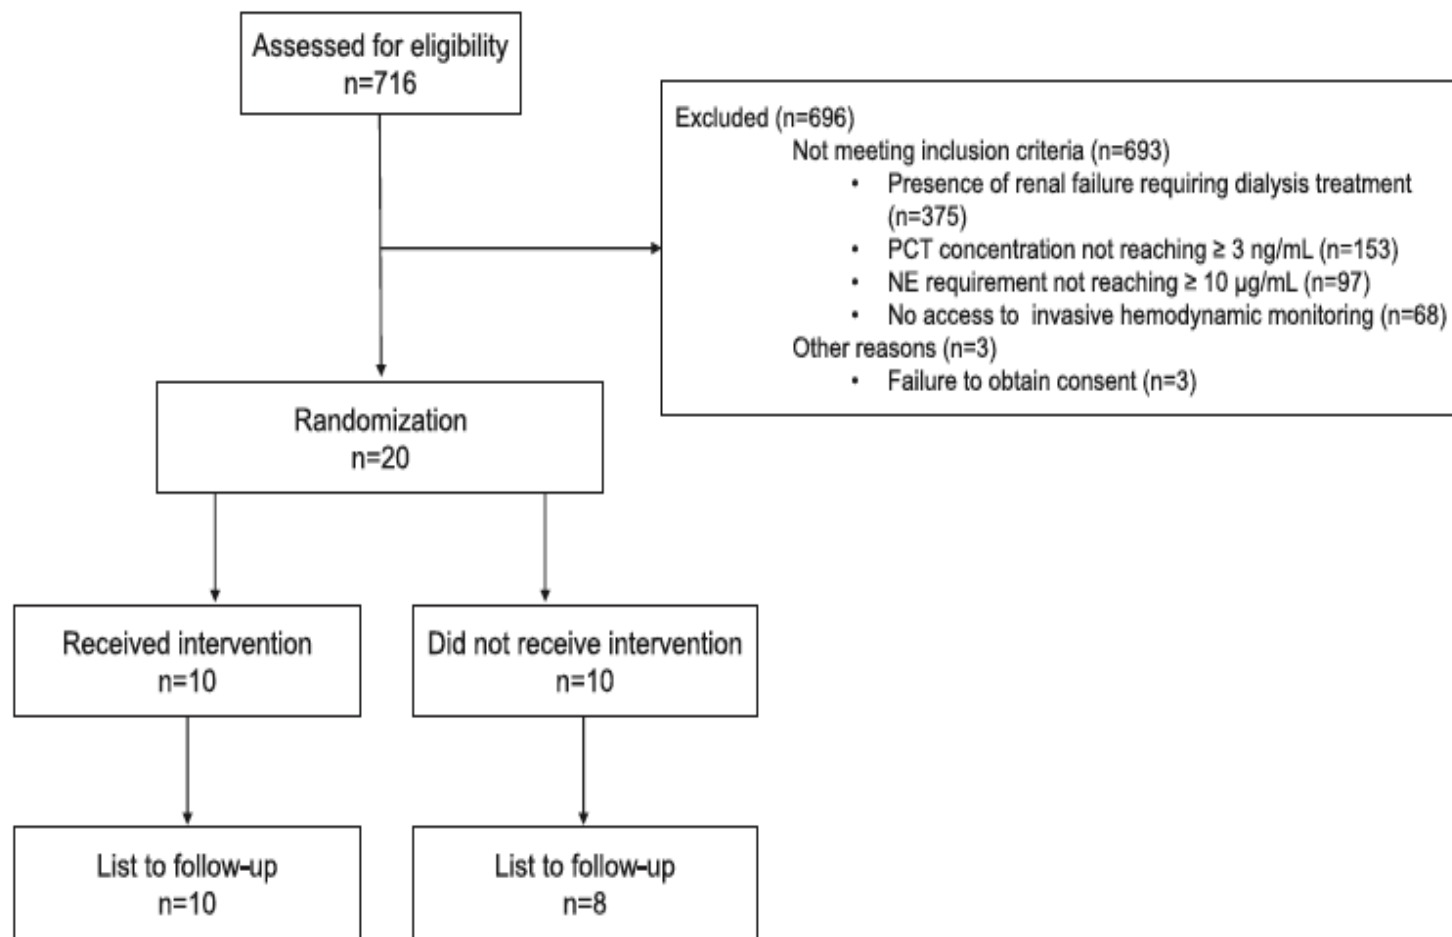 Assessed for eligibility
n=716
Excluded (n=696)
Not meeting inclusion criteria (n=693)
• Presence of renal failure requiring dialysis treatment
(n=375)
• PCT concentration not reaching ≥ 3 ng/mL (n=153)
• NE requirement not reaching ≥ 10 µg/mL (n=97)
• No access to invasive hemodynamic monitoring (n=68)
Other reasons (n=3)
• Failure to obtain consent (n=3)
Randomization
n=20
Received intervention
n=10
Did not receive intervention
n=10
List to follow-up
n=10
List to follow-up
n=8